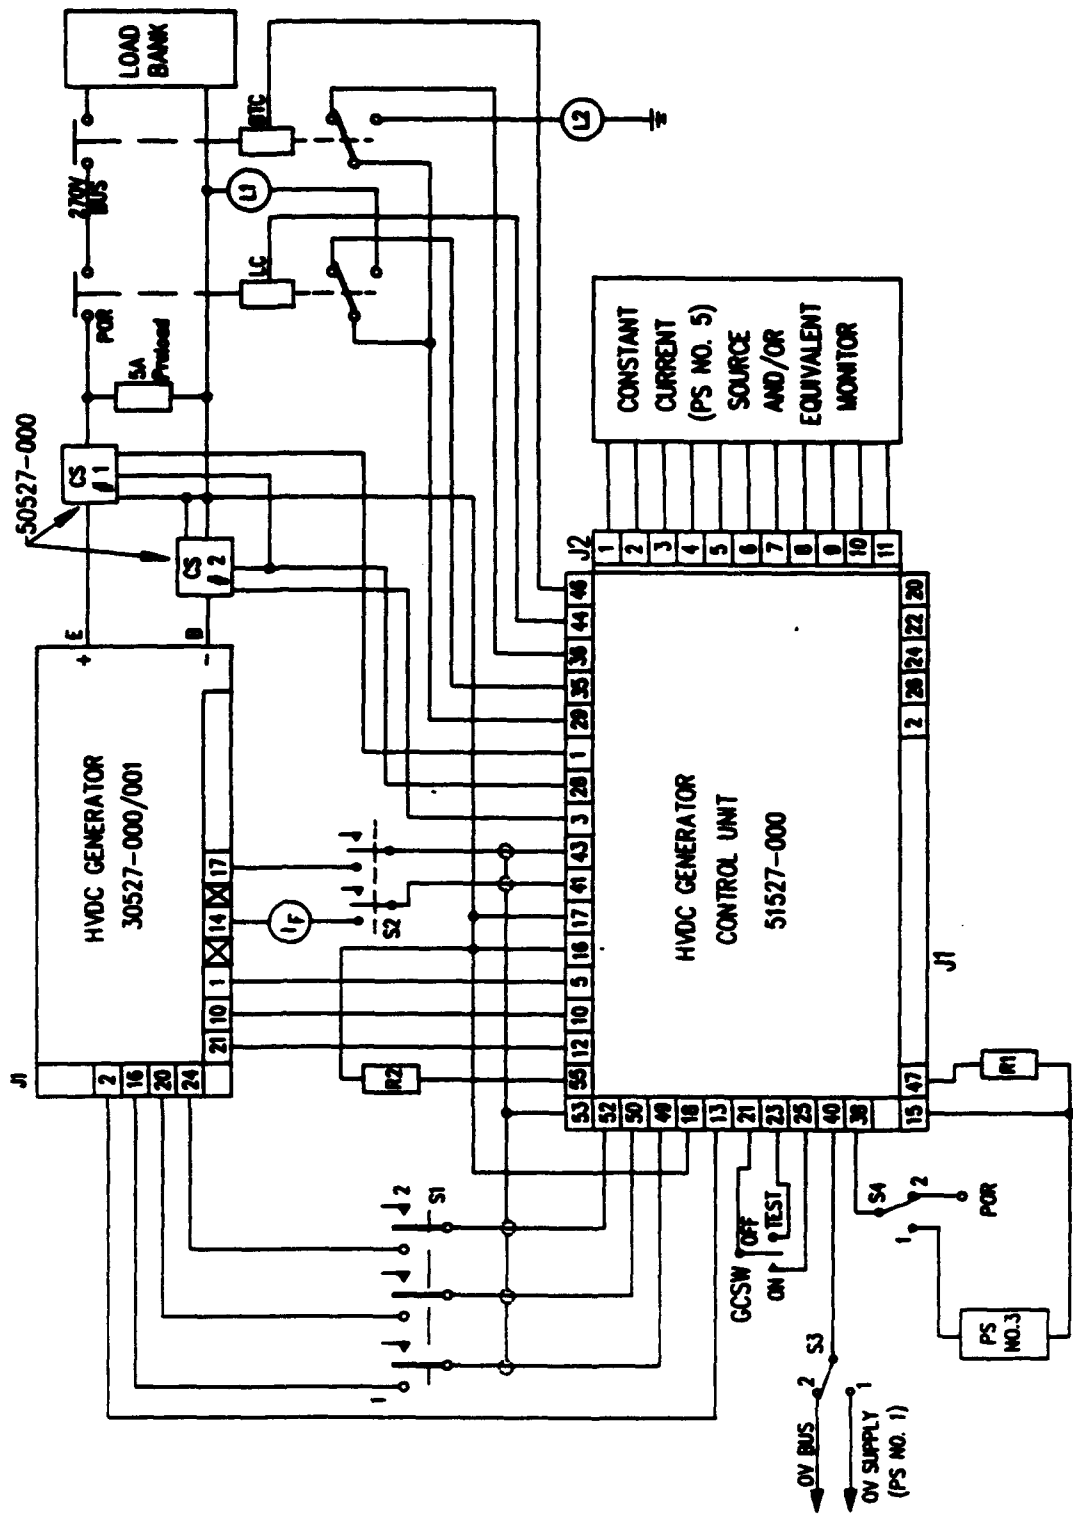 LOAD
BANK
270V
BUS
POR
5A
Preload
BTC
LC
L1
L2
50527-000
CS
# 1
CS
# 2
E
+
B
-
HVDC GENERATOR
30527-000/001
J1
2
16
20
24
21
10
1
14
17
IF
S2
R2
2
S1
1
CONSTANT
CURRENT
(PS NO. 5)
SOURCE
AND/OR
EQUIVALENT
MONITOR
J2
1
2
3
4
5
6
7
8
9
10
11
46
44
36
35
29
1
28
3
43
41
17
16
5
10
12
55
53
52
50
49
18
13
21
23
25
40
38
15
47
2
26
24
22
20
HVDC GENERATOR
CONTROL UNIT
51527-000
J1
R1
GCSW
OFF
ON
TEST
S4
1
2
POR
PS
NO.3
S3
2
1
0V BUS
0V SUPPLY
(PS NO. 1)